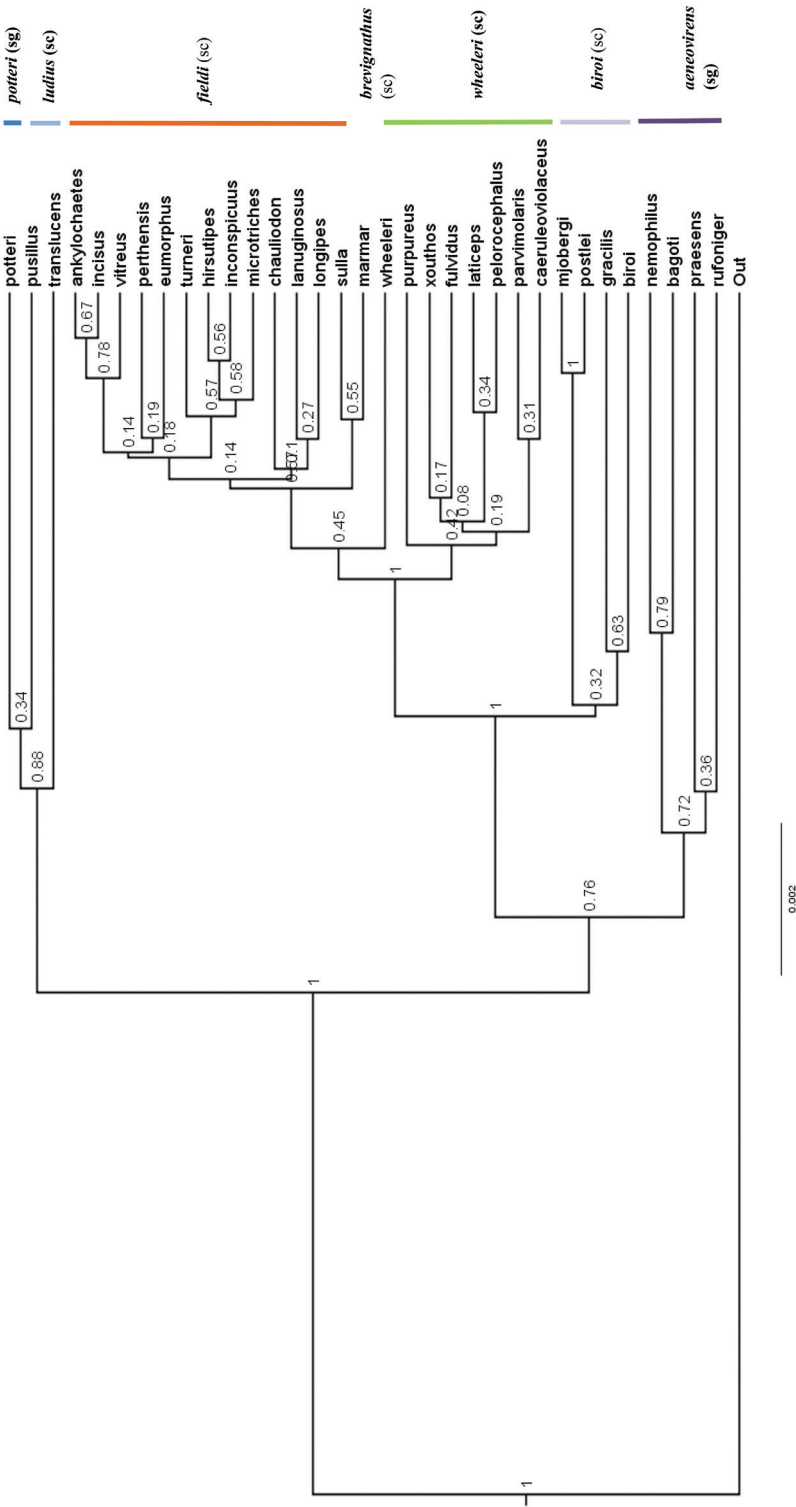 potteri (sg)
ludius (sc)
fieldi (sc)
brevignathus
(sc)
wheeleri (sc)
biroi (sc)
aeneovirens
(sg)
potteri
pusillus
translucens
ankylochaetes
incisus
vitreus
perthensis
eumorphus
turneri
hirsutipes
inconspicuus
microtriches
chauliodon
lanuginosus
longipes
sulla
marmar
wheeleri
purpureus
xouthos
fulvidus
laticeps
pelorocephalus
parvimolaris
caeruleoviolaceus
mjobergi
postlei
gracilis
biroi
nemophilus
bagoti
praesens
rufoniger
Out
0.34
0.88
0.67
0.78
0.14
0.19
0.18
0.57
0.56
0.58
0.14
0.27
0.55
0.45
1
0.17
0.42
0.08
0.34
0.19
0.31
1
1
0.32
0.63
0.79
0.72
0.36
0.76
1
1
0.002